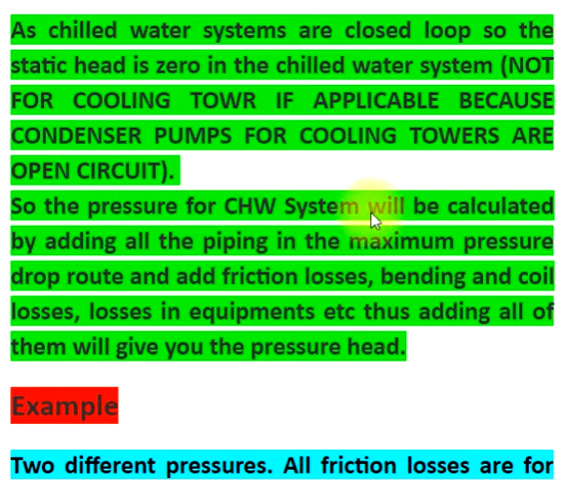 As chilled water systems are closed loop so the
static head is zero in the chilled water system (NOT
FOR COOLING TOWR IF APPLICABLE BECAUSE
CONDENSER PUMPS FOR COOLING TOWERS ARE
OPEN CIRCUIT).
So the pressure for CHW System will be calculated
by adding all the piping in the maximum pressure
drop route and add friction losses, bending and coil
losses, losses in equipments etc thus adding all of
them will give you the pressure head.
Example
Two different pressures. All friction losses are for